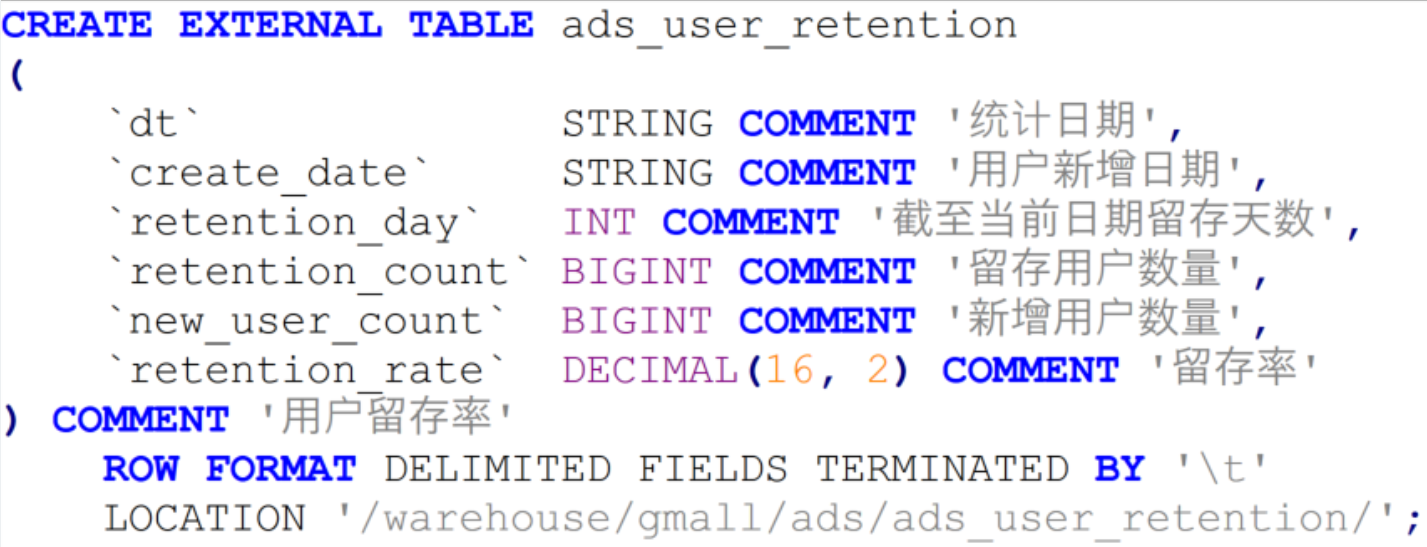 CREATE EXTERNAL TABLE ads_user_retention
(
    `dt`               STRING COMMENT '统计日期',
    `create_date`      STRING COMMENT '用户新增日期',
    `retention_day`    INT COMMENT '截至当前日期留存天数',
    `retention_count` BIGINT COMMENT '留存用户数量',
    `new_user_count`  BIGINT COMMENT '新增用户数量',
    `retention_rate`  DECIMAL(16, 2) COMMENT '留存率'
) COMMENT '用户留存率'
    ROW FORMAT DELIMITED FIELDS TERMINATED BY '\t'
    LOCATION '/warehouse/gmall/ads/ads_user_retention/';